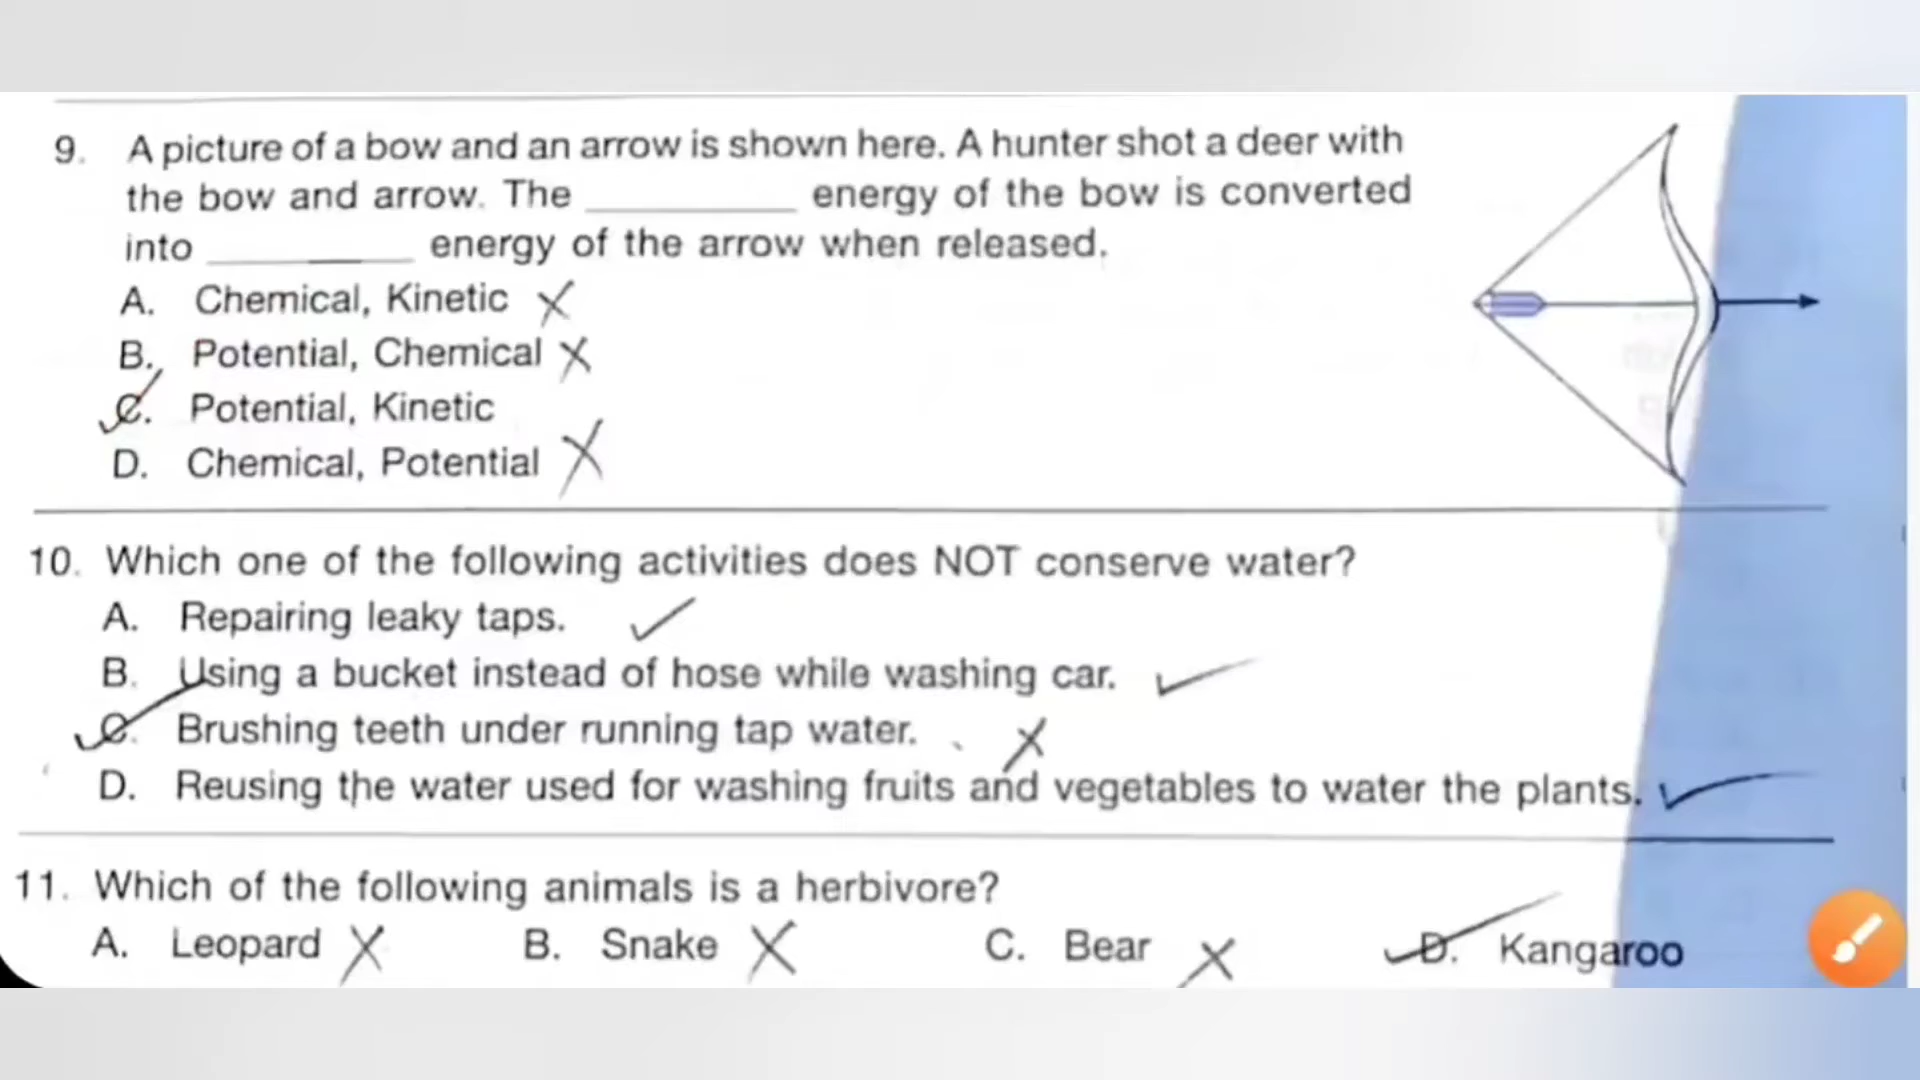 9. A picture of a bow and an arrow is shown here. A hunter shot a deer with
the bow and arrow. The __________ energy of the bow is converted
into __________ energy of the arrow when released.
A. Chemical, Kinetic
B. Potential, Chemical
C. Potential, Kinetic
D. Chemical, Potential
10. Which one of the following activities does NOT conserve water?
A. Repairing leaky taps.
B. Using a bucket instead of hose while washing car.
C. Brushing teeth under running tap water.
D. Reusing the water used for washing fruits and vegetables to water the plants.
11. Which of the following animals is a herbivore?
A. Leopard B. Snake C. Bear D. Kangaroo